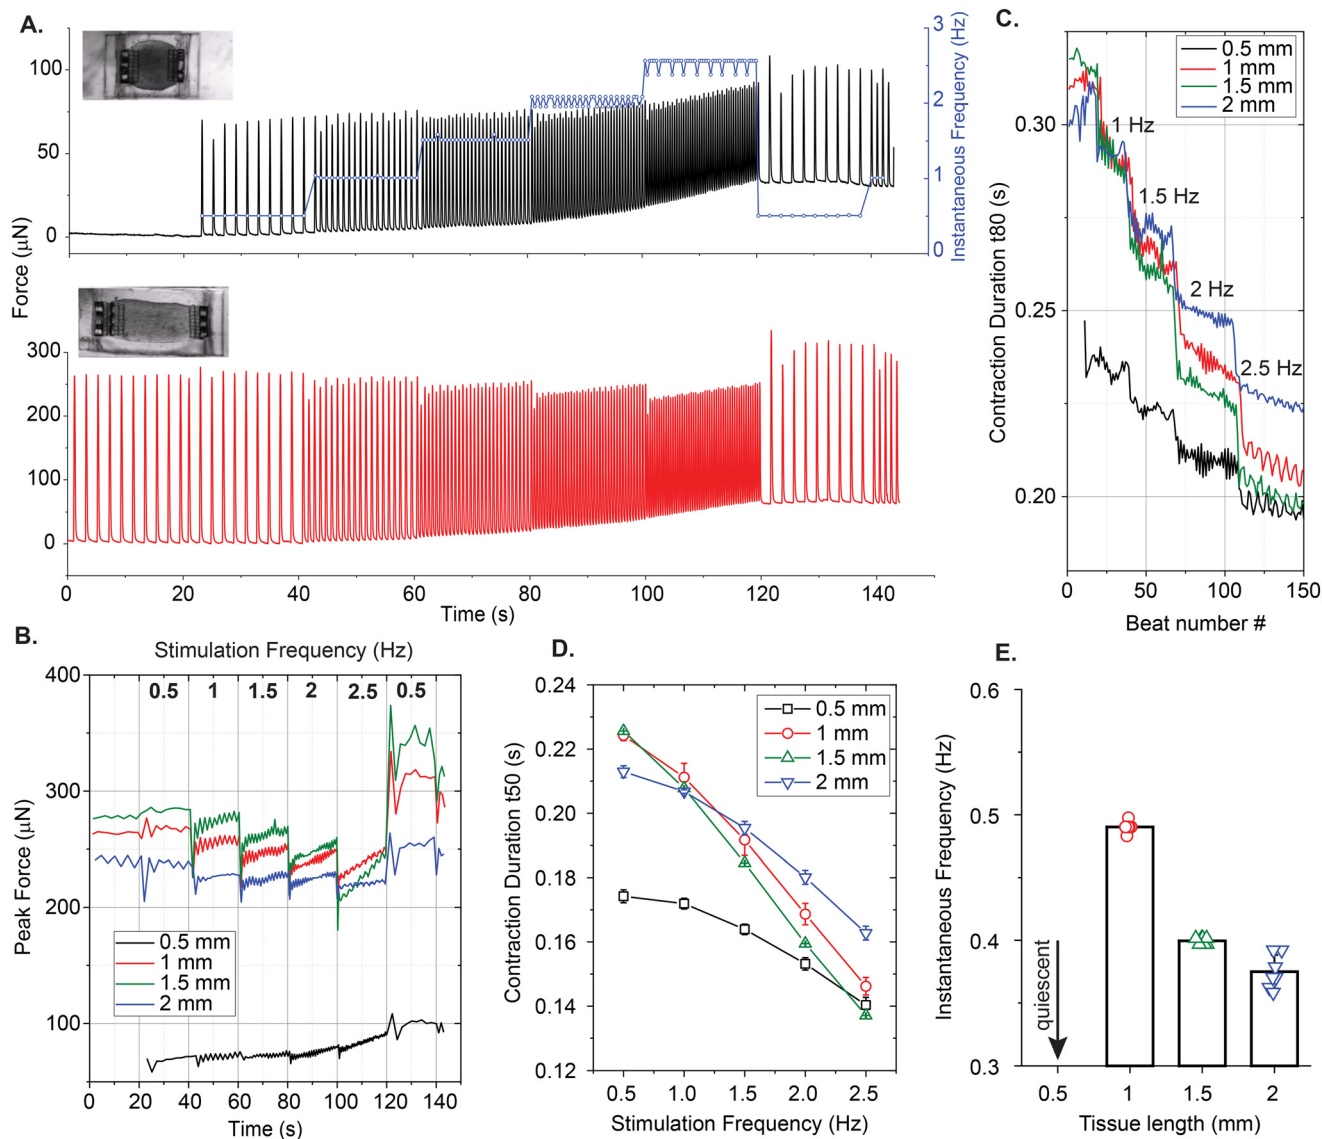 A.
100
50
0
Force (μN)
3
2
1
0
Instantaneous Frequency (Hz)
300
200
100
0
0 20 40 60 80 100 120 140
Time (s)
B.
Stimulation Frequency (Hz)
0.5 1 1.5 2 2.5 0.5
400
300
200
100
Peak Force (μN)
0.5 mm
1 mm
1.5 mm
2 mm
0 20 40 60 80 100 120 140
Time (s)
C.
0.5 mm
1 mm
1.5 mm
2 mm
0.30
0.25
0.20
Contraction Duration t80 (s)
1 Hz
1.5 Hz
2 Hz
2.5 Hz
0 50 100 150
Beat number #
D.
0.24
0.22
0.20
0.18
0.16
0.14
0.12
Contraction Duration t50 (s)
0.5 mm
1 mm
1.5 mm
2 mm
0.5 1.0 1.5 2.0 2.5
Stimulation Frequency (Hz)
E.
0.6
0.5
0.4
0.3
Instantaneous Frequency (Hz)
quiescent
0.5 1 1.5 2
Tissue length (mm)